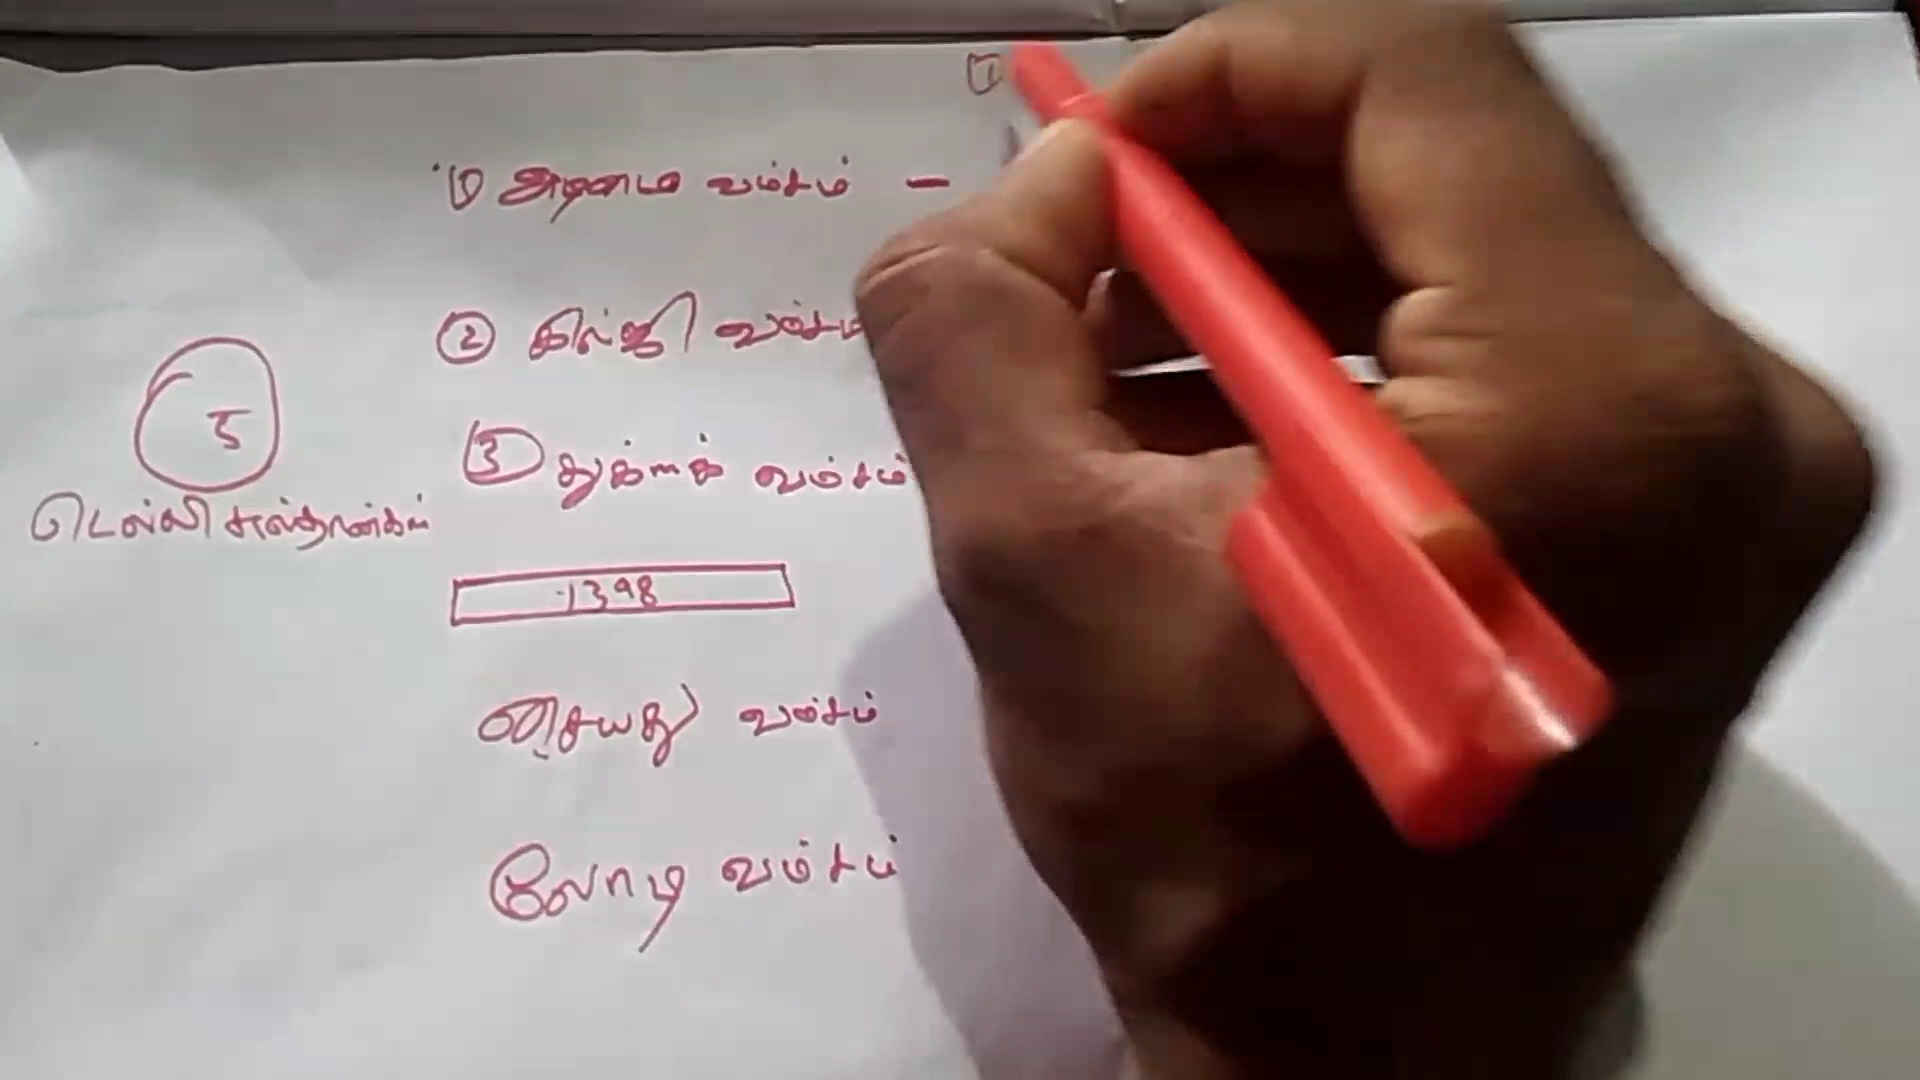 1
1) அடிமை வம்சம் -
2 கில்ஜி வம்சம
5
3 துக்ளக் வம்சம்
டெல்லி சுல்தான்கள்
1398
சையது வம்சம்
லோடி வம்சம்